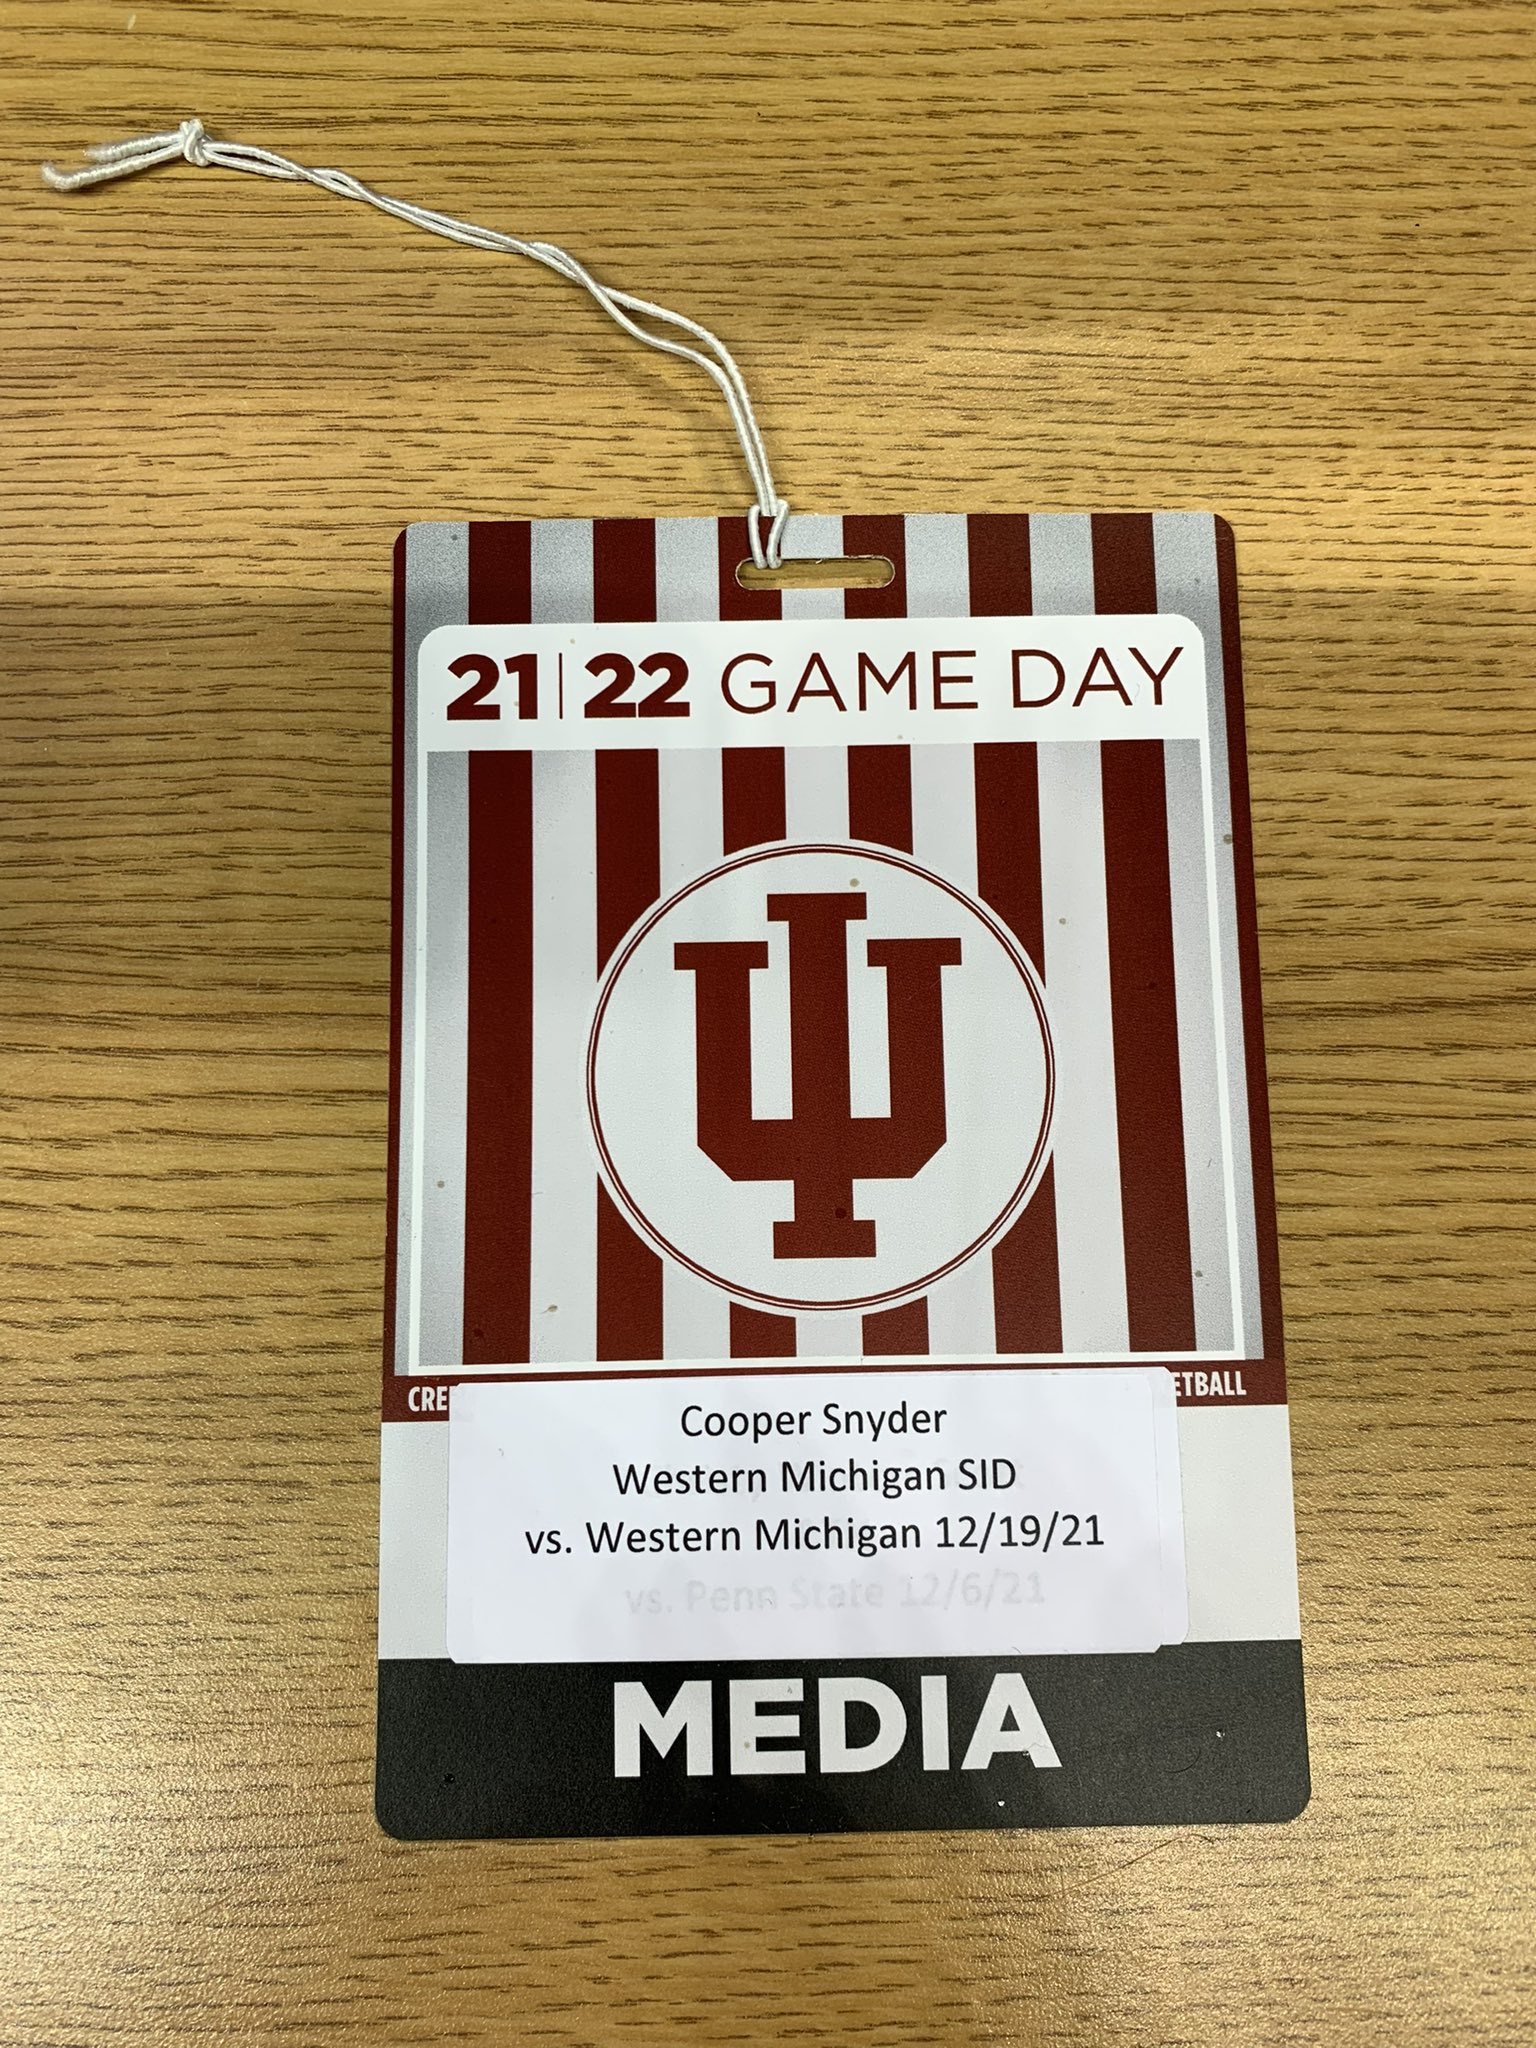 21|22 GAME DAY
IU
CRE ETBALL
Cooper Snyder
Western Michigan SID
vs. Western Michigan 12/19/21
vs. Penn State 12/6/21
MEDIA